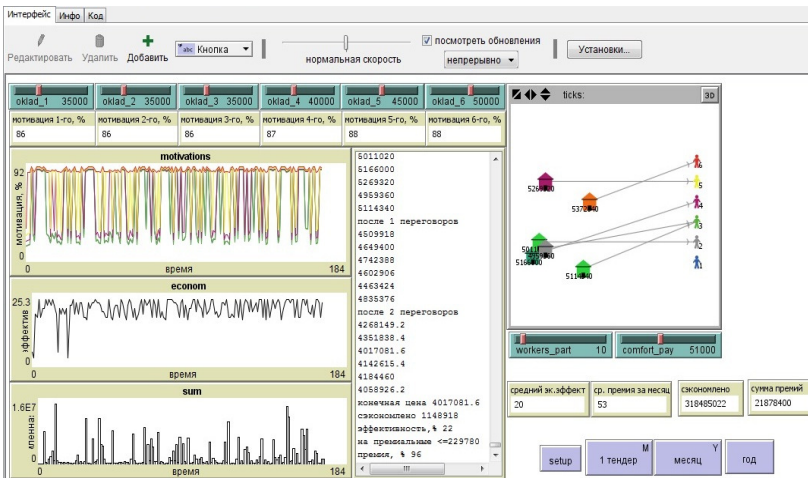 Интерфейс Инфо Код
Редактировать Удалить Добавить abc Кнопка нормальная скорость посмотреть обновления непрерывно Установки...
oklad_1 35000 oklad_2 35000 oklad_3 35000 oklad_4 40000 oklad_5 45000 oklad_6 50000
мотивация 1-го, % мотивация 2-го, % мотивация 3-го, % мотивация 4-го, % мотивация 5-го, % мотивация 6-го, %
86 86 86 87 88 88
motivations
92
мотивация, %
0
0 время 184
econom
25.3
эффектив
0
0 время 184
sum
1.6E7
0
0 время 184
5011020
5166000
5269320
4959360
5114340
после 1 переговоров
4509918
4649400
4742388
4602906
4463424
4835376
после 2 переговоров
4268149.2
4351838.4
4017081.6
4142615.4
4184460
4058926.2
конечная цена 4017081.6
сэкономлено 1148918
эффективность,% 22
на премиальные <=229780
премия, % 96
ticks: 3D
6
5
5372640
4
3
2
1
workers_part 10 comfort_pay 51000
средний эк.эффект ср. премия за месяц сэкономлено сумма премий
20 53 318485022 21878400
setup 1 тендер M месяц Y год